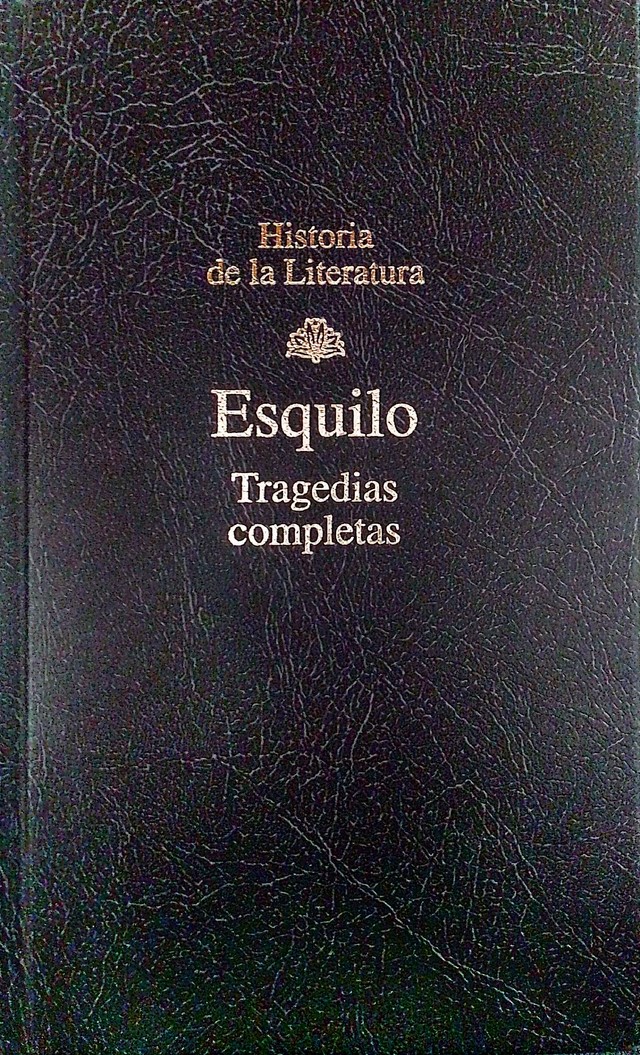 Historia
de la Literatura
Esquilo
Tragedias
completas